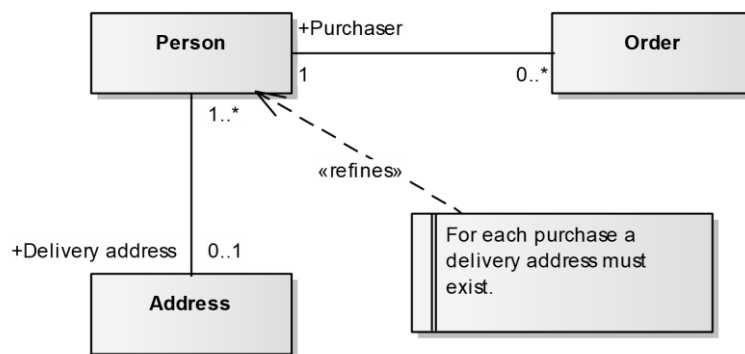 Person
+Purchaser
Order
1
0..*
1..*
«refines»
+Delivery address
0..1
For each purchase a
delivery address must
exist.
Address